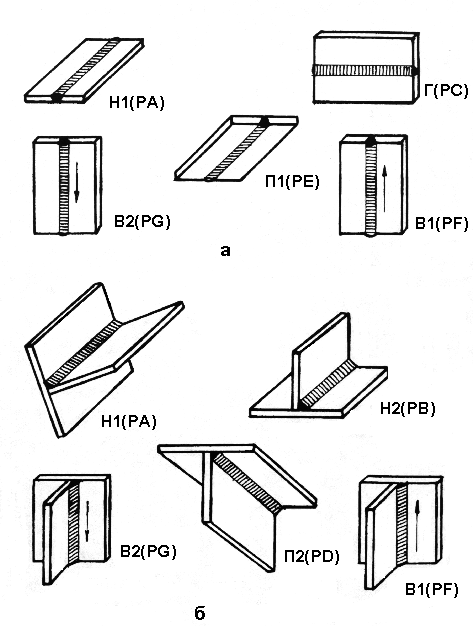 Н1(PA)
Г(PC)
П1(PE)
В2(PG)
В1(PF)
а
Н1(PA)
Н2(PB)
В2(PG)
П2(PD)
В1(PF)
б